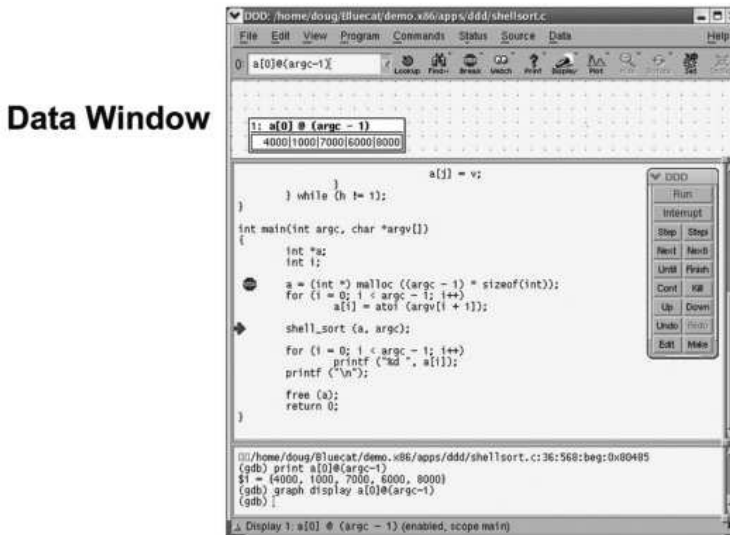 Data Window
DDD: /home/doug/Bluecat/demo.x86/apps/ddd/shellsort.c
File Edit View Program Commands Status Source Data Help
a[0]@(argc-1)
Lookup Find>> Break Watch Print Display Plot Set
1: a[0] @ (argc - 1)
4000|1000|7000|6000|8000
a[j] = v;
}
} while (h != 1);
}
int main(int argc, char *argv[])
{
int *a;
int i;
a = (int *) malloc ((argc - 1) * sizeof(int));
for (i = 0; i < argc - 1; i++)
a[i] = atoi (argv[i + 1]);
shell_sort (a, argc);
for (i = 0; i < argc - 1; i++)
printf ("%d ", a[i]);
printf ("\n");
free (a);
return 0;
}
DDD
Run
Interrupt
Step Stepi
Next Nexti
Until Finish
Cont Kill
Up Down
Undo Redo
Edit Make
/home/doug/Bluecat/demo.x86/apps/ddd/shellsort.c:36:568:beg:0x80485
(gdb) print a[0]@(argc-1)
$1 = {4000, 1000, 7000, 6000, 8000}
(gdb) graph display a[0]@(argc-1)
(gdb)
Display 1: a[0] @ (argc - 1) (enabled, scope main)